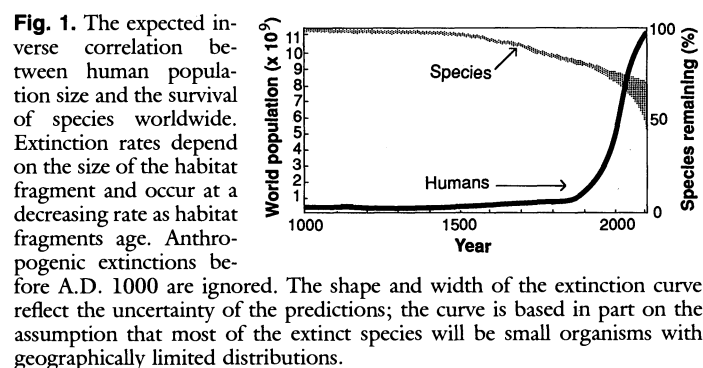 Fig. 1. The expected in-
verse correlation be-
tween human popula-
tion size and the survival
of species worldwide.
Extinction rates depend
on the size of the habitat
fragment and occur at a
decreasing rate as habitat
fragments age. Anthro-
pogenic extinctions be-
fore A.D. 1000 are ignored. The shape and width of the extinction curve
reflect the uncertainty of the predictions; the curve is based in part on the
assumption that most of the extinct species will be small organisms with
geographically limited distributions.
World population (x 10⁹)
11
10
9
8
7
6
5
4
3
2
1
Species
Humans
100
50
0
Species remaining (%)
1000
1500
2000
Year